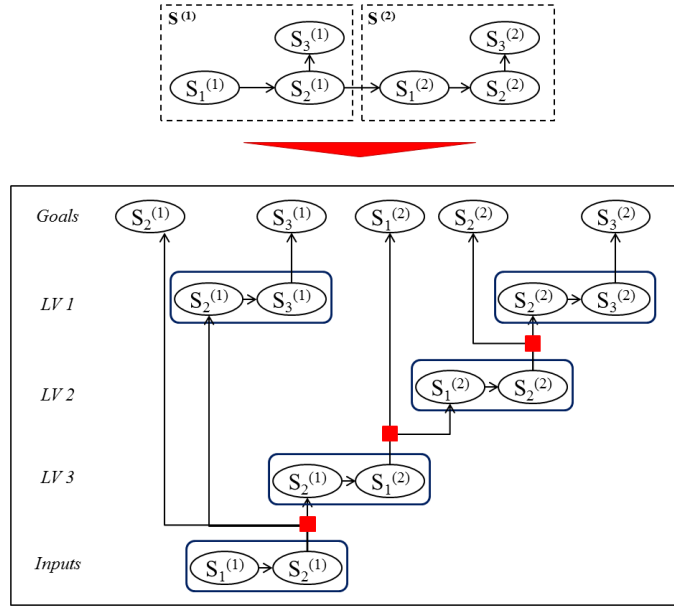 S⁽¹⁾ S⁽²⁾
S₃⁽¹⁾ S₃⁽²⁾
S₁⁽¹⁾ S₂⁽¹⁾ S₁⁽²⁾ S₂⁽²⁾
Goals S₂⁽¹⁾ S₃⁽¹⁾ S₁⁽²⁾ S₂⁽²⁾ S₃⁽²⁾
LV 1 S₂⁽¹⁾ S₃⁽¹⁾ S₂⁽²⁾ S₃⁽²⁾
LV 2 S₁⁽²⁾ S₂⁽²⁾
LV 3 S₂⁽¹⁾ S₁⁽²⁾
Inputs S₁⁽¹⁾ S₂⁽¹⁾